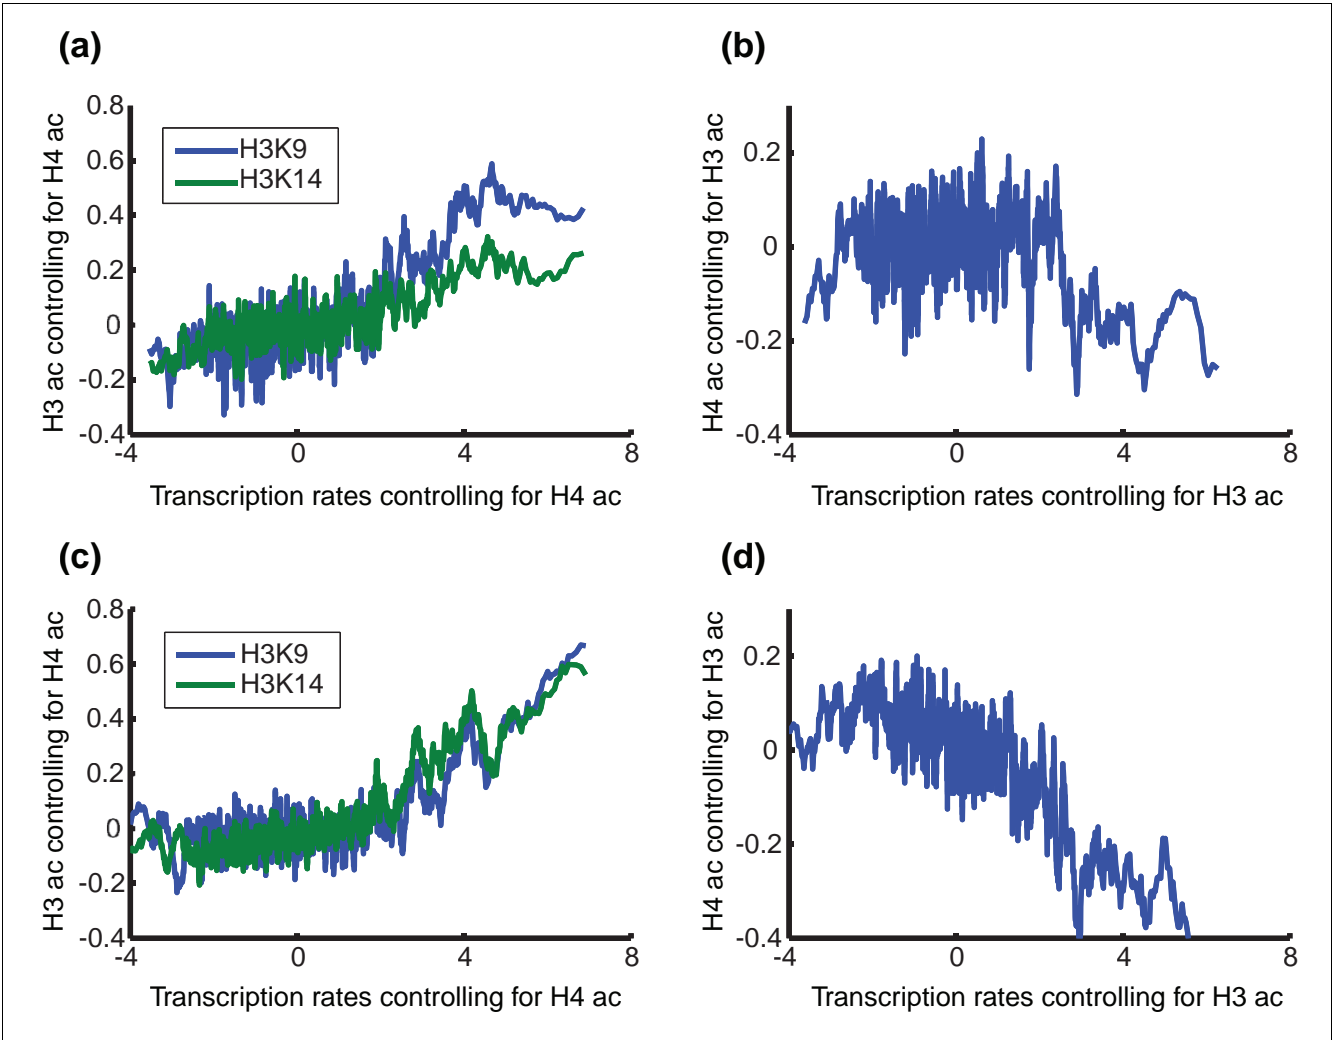 (a)
H3 ac controlling for H4 ac
0.8
0.6
0.4
0.2
0
-0.2
-0.4
H3K9
H3K14
-4
0
4
8
Transcription rates controlling for H4 ac
(b)
H4 ac controlling for H3 ac
0.2
0
-0.2
-0.4
-4
0
4
8
Transcription rates controlling for H3 ac
(c)
H3 ac controlling for H4 ac
0.8
0.6
0.4
0.2
0
-0.2
-0.4
H3K9
H3K14
-4
0
4
8
Transcription rates controlling for H4 ac
(d)
H4 ac controlling for H3 ac
0.2
0
-0.2
-0.4
-4
0
4
8
Transcription rates controlling for H3 ac